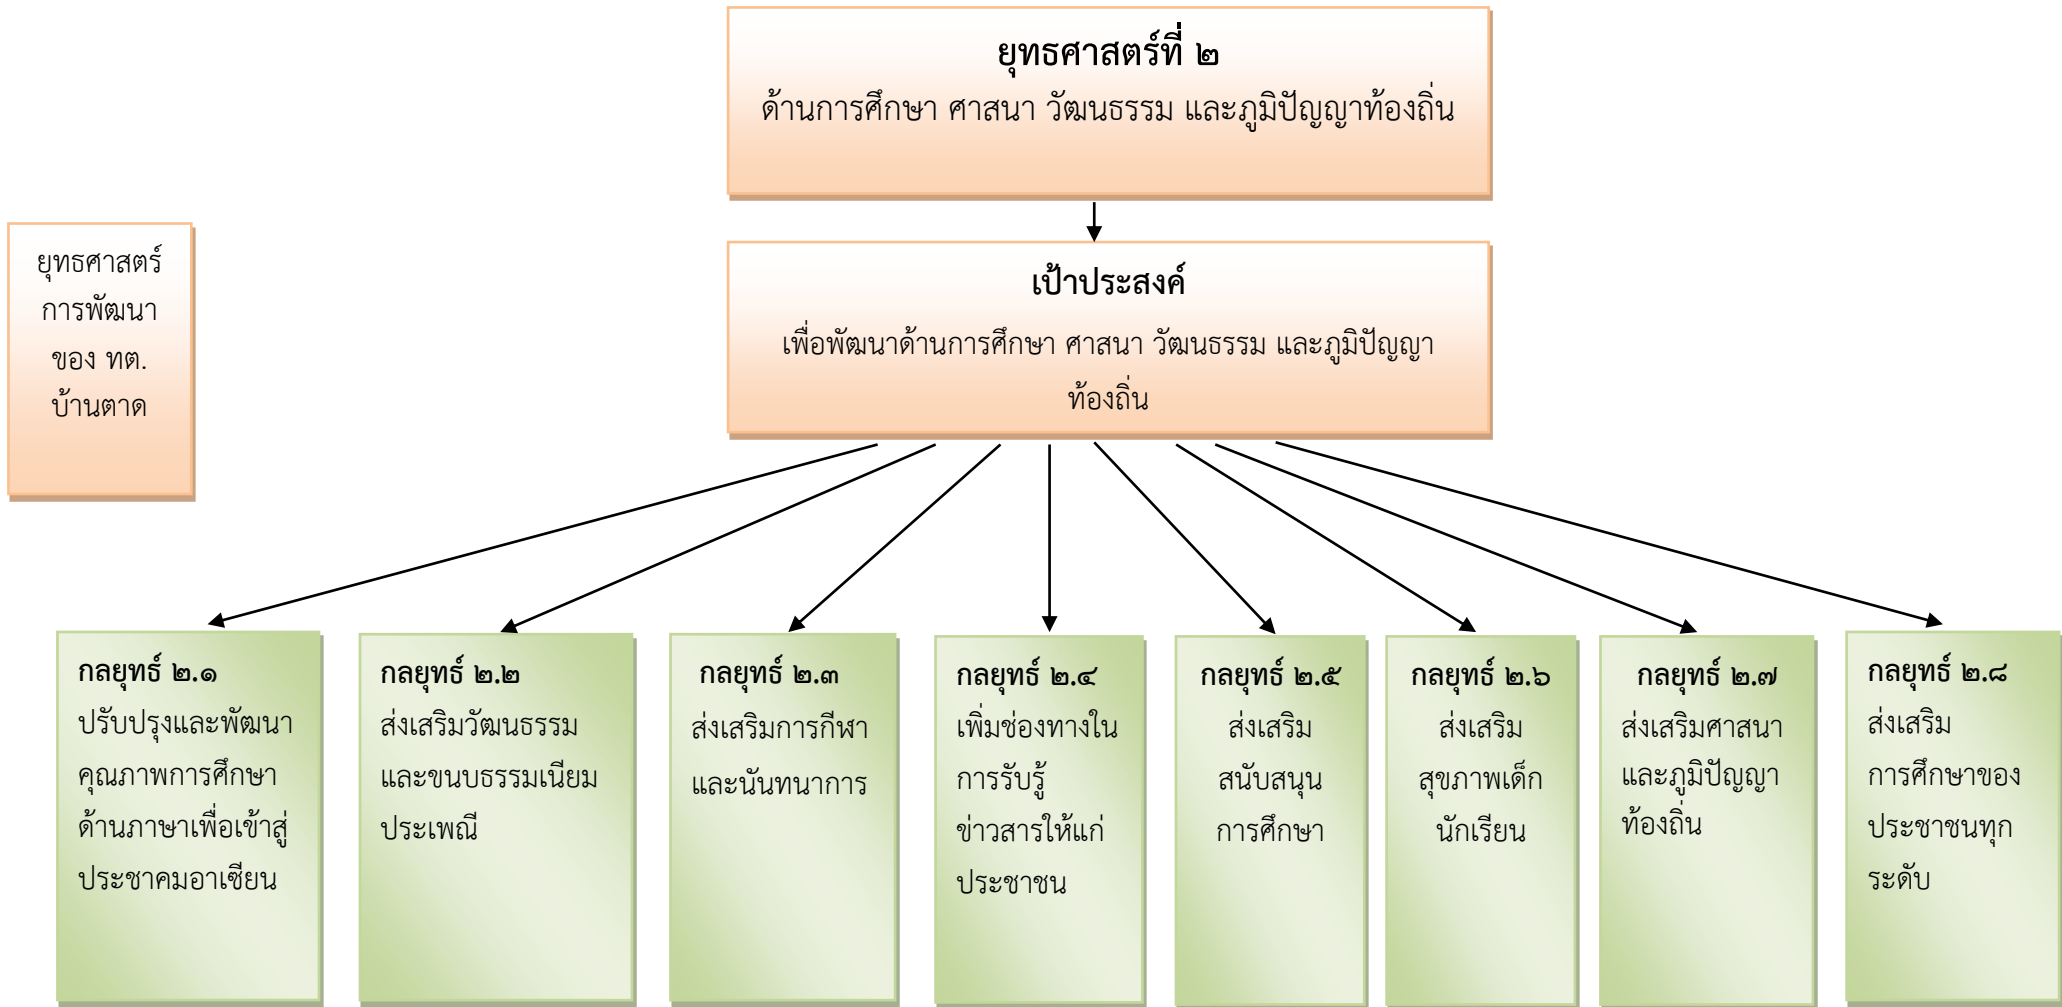 ยุทธศาสตร์ที่ ๒
ด้านการศึกษา ศาสนา วัฒนธรรม และภูมิปัญญาท้องถิ่น
ยุทธศาสตร์
การพัฒนา
ของ ทต.
บ้านตาด
เป้าประสงค์
เพื่อพัฒนาด้านการศึกษา ศาสนา วัฒนธรรม และภูมิปัญญา
ท้องถิ่น
กลยุทธ์ ๒.๑
ปรับปรุงและพัฒนา
คุณภาพการศึกษา
ด้านภาษาเพื่อเข้าสู่
ประชาคมอาเซียน
กลยุทธ์ ๒.๒
ส่งเสริมวัฒนธรรม
และขนบธรรมเนียม
ประเพณี
กลยุทธ์ ๒.๓
ส่งเสริมการกีฬา
และนันทนาการ
กลยุทธ์ ๒.๔
เพิ่มช่องทางใน
การรับรู้
ข่าวสารให้แก่
ประชาชน
กลยุทธ์ ๒.๕
ส่งเสริม
สนับสนุน
การศึกษา
กลยุทธ์ ๒.๖
ส่งเสริม
สุขภาพเด็ก
นักเรียน
กลยุทธ์ ๒.๗
ส่งเสริมศาสนา
และภูมิปัญญา
ท้องถิ่น
กลยุทธ์ ๒.๘
ส่งเสริม
การศึกษาของ
ประชาชนทุก
ระดับ